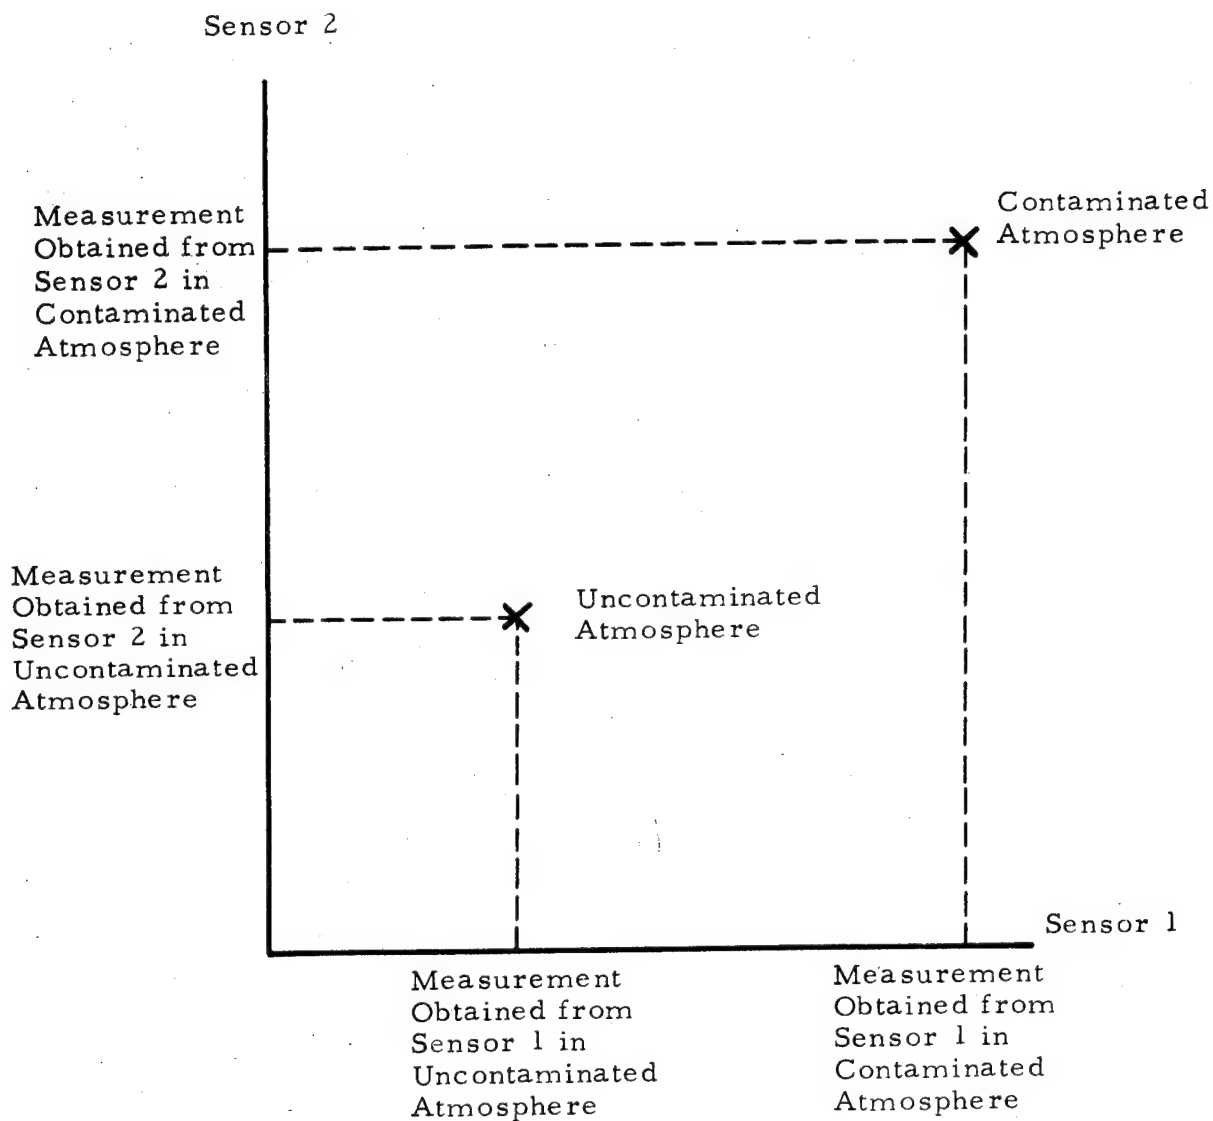 Sensor 2
Contaminated
Atmosphere
Measurement
Obtained from
Sensor 2 in
Contaminated
Atmosphere
Uncontaminated
Atmosphere
Measurement
Obtained from
Sensor 2 in
Uncontaminated
Atmosphere
Sensor 1
Measurement
Obtained from
Sensor 1 in
Uncontaminated
Atmosphere
Measurement
Obtained from
Sensor 1 in
Contaminated
Atmosphere